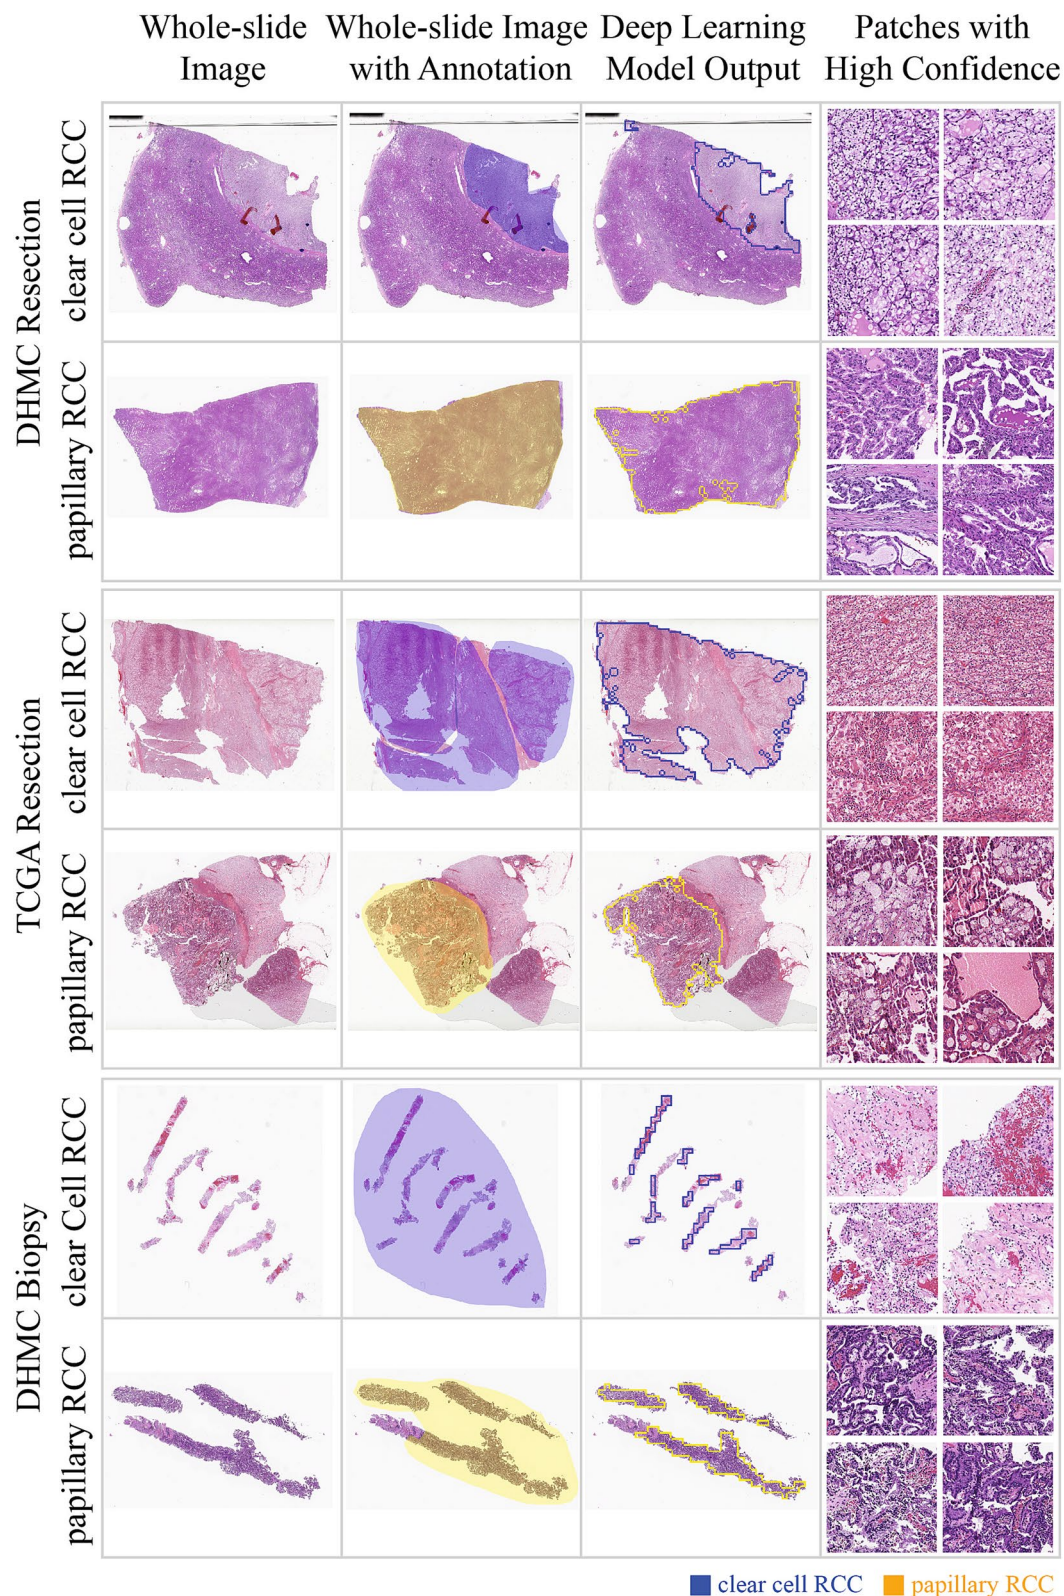 Whole-slide Image
Whole-slide Image with Annotation
Deep Learning Model Output
Patches with High Confidence
DHMC Resection
clear cell RCC
papillary RCC
TCGA Resection
clear cell RCC
papillary RCC
DHMC Biopsy
clear Cell RCC
papillary RCC
clear cell RCC
papillary RCC